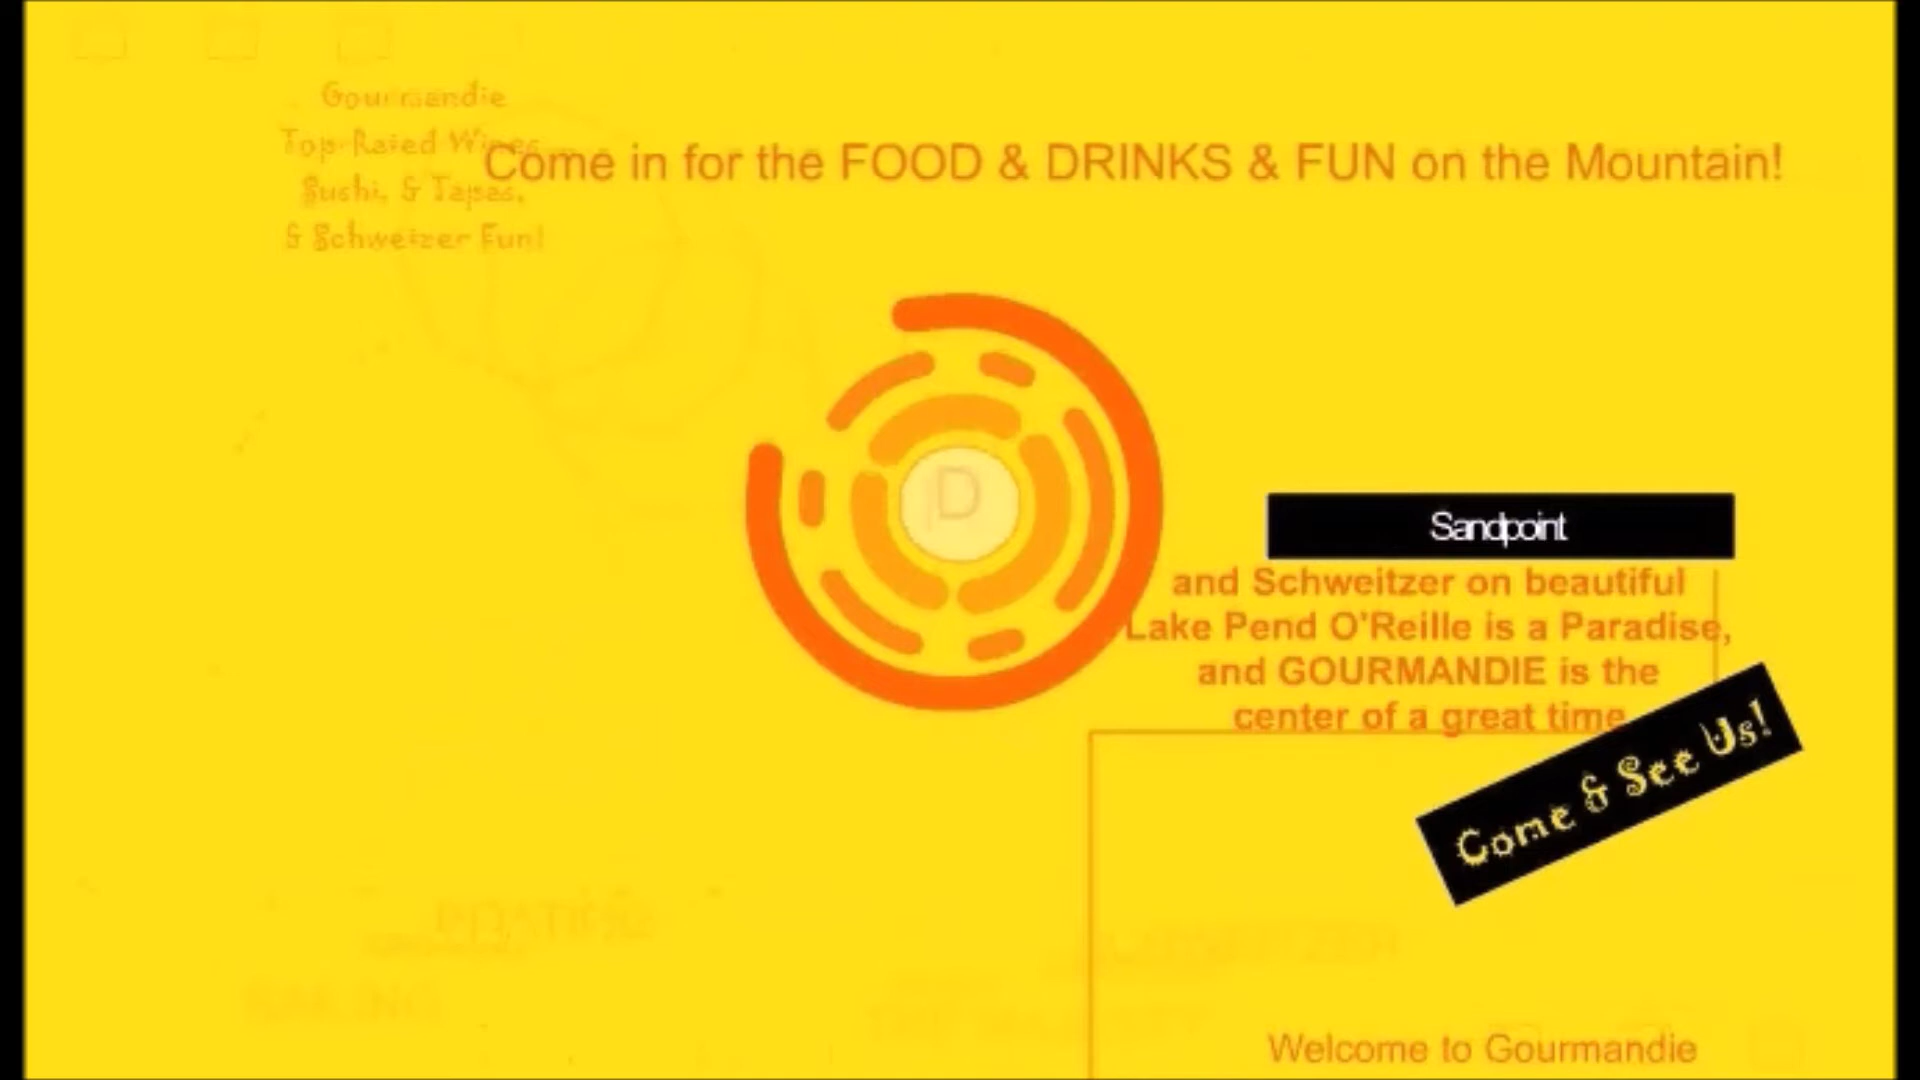 Gourmandie
Top-Rated Wines
Sushi, & Tapas,
& Schweizer Fun!
Come in for the FOOD & DRINKS & FUN on the Mountain!
D
Sandpoint
and Schweitzer on beautiful
Lake Pend O'Reille is a Paradise,
and GOURMANDIE is the
center of a great time
Come & See Us!
Welcome to Gourmandie